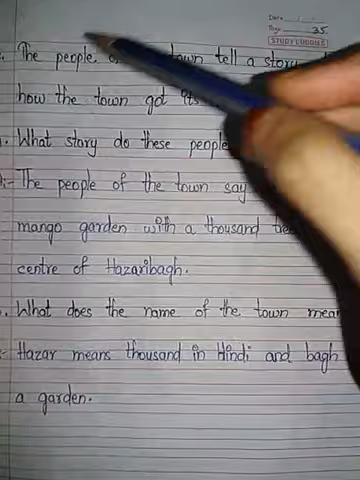 Date
Page 35
STUDY BUDDIES
The people town tell a story
how the town got its
What story do these people
:- The people of the town say
mango garden with a thousand
centre of Hazaribagh.
What does the name of the town mean
:- Hazar means thousand in Hindi and bagh
a garden.